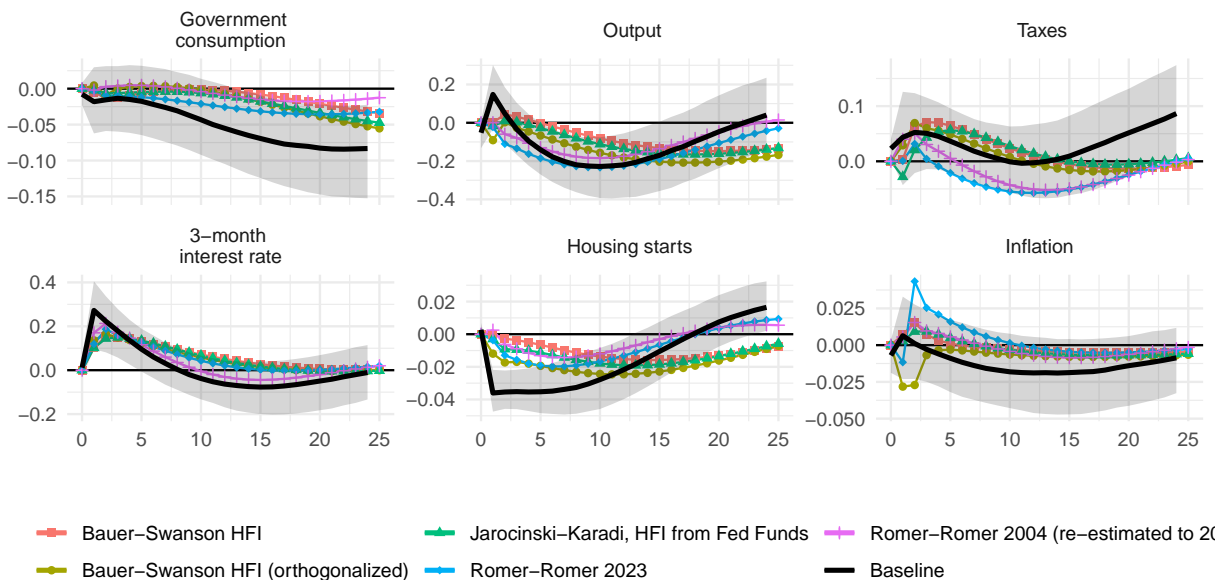 Government
consumption
Output
Taxes
0.00
−0.05
−0.10
−0.15
0.2
0.0
−0.2
−0.4
0.1
0.0
3−month
interest rate
Housing starts
Inflation
0.4
0.2
0.0
−0.2
0.02
0.00
−0.02
−0.04
0.025
0.000
−0.025
−0.050
0 5 10 15 20 25
0 5 10 15 20 25
0 5 10 15 20 25
Bauer−Swanson HFI
Jarocinski−Karadi, HFI from Fed Funds
Romer−Romer 2004 (re−estimated to 20
Bauer−Swanson HFI (orthogonalized)
Romer−Romer 2023
Baseline